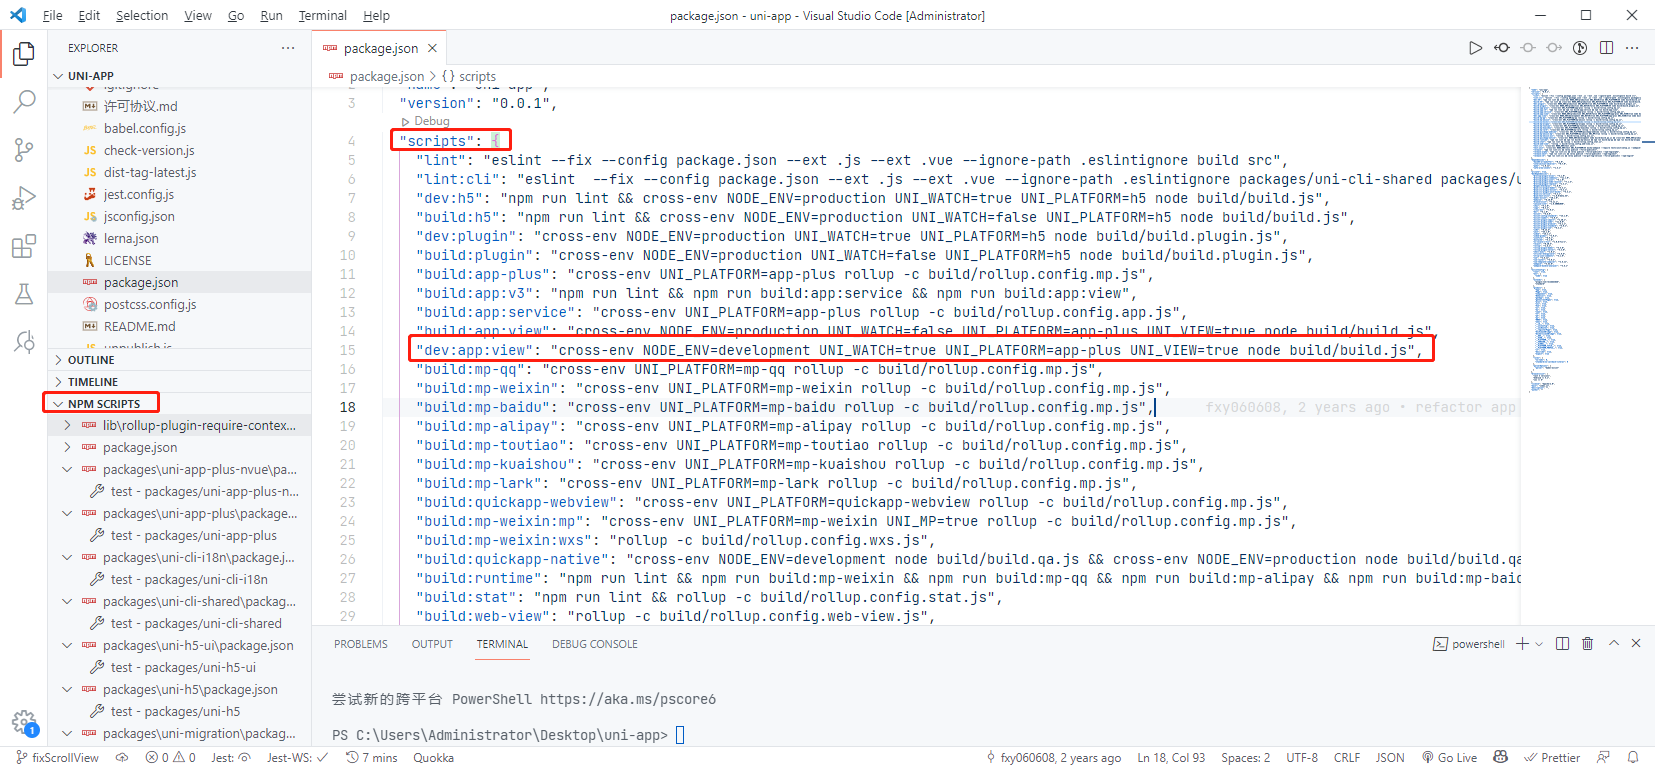 File Edit Selection View Go Run Terminal Help
package.json - uni-app - Visual Studio Code [Administrator]
EXPLORER
UNI-APP
.gitignore
许可协议.md
babel.config.js
check-version.js
dist-tag-latest.js
jest.config.js
jsconfig.json
lerna.json
LICENSE
package.json
postcss.config.js
README.md
unpublish.js
OUTLINE
TIMELINE
NPM SCRIPTS
lib\rollup-plugin-require-contex...
package.json
packages\uni-app-plus-nvue\pa...
test - packages/uni-app-plus-n...
packages\uni-app-plus\package...
test - packages/uni-app-plus
packages\uni-cli-i18n\package.j...
test - packages/uni-cli-i18n
packages\uni-cli-shared\packag...
test - packages/uni-cli-shared
packages\uni-h5-ui\package.json
test - packages/uni-h5-ui
packages\uni-h5\package.json
test - packages/uni-h5
packages\uni-migration\packag...
package.json
package.json > {} scripts
2 "name": "uni-app",
3 "version": "0.0.1",
Debug
4 "scripts": {
5 "lint": "eslint --fix --config package.json --ext .js --ext .vue --ignore-path .eslintignore build src",
6 "lint:cli": "eslint  --fix --config package.json --ext .js --ext .vue --ignore-path .eslintignore packages/uni-cli-shared packages/u
7 "dev:h5": "npm run lint && cross-env NODE_ENV=production UNI_WATCH=true UNI_PLATFORM=h5 node build/build.js",
8 "build:h5": "npm run lint && cross-env NODE_ENV=production UNI_WATCH=false UNI_PLATFORM=h5 node build/build.js",
9 "dev:plugin": "cross-env NODE_ENV=production UNI_WATCH=true UNI_PLATFORM=h5 node build/build.plugin.js",
10 "build:plugin": "cross-env NODE_ENV=production UNI_WATCH=false UNI_PLATFORM=h5 node build/build.plugin.js",
11 "build:app-plus": "cross-env UNI_PLATFORM=app-plus rollup -c build/rollup.config.mp.js",
12 "build:app:v3": "npm run lint && npm run build:app:service && npm run build:app:view",
13 "build:app:service": "cross-env UNI_PLATFORM=app-plus rollup -c build/rollup.config.app.js",
14 "build:app:view": "cross-env NODE_ENV=production UNI_WATCH=false UNI_PLATFORM=app-plus UNI_VIEW=true node build/build.js",
15 "dev:app:view": "cross-env NODE_ENV=development UNI_WATCH=true UNI_PLATFORM=app-plus UNI_VIEW=true node build/build.js",
16 "build:mp-qq": "cross-env UNI_PLATFORM=mp-qq rollup -c build/rollup.config.mp.js",
17 "build:mp-weixin": "cross-env UNI_PLATFORM=mp-weixin rollup -c build/rollup.config.mp.js",
18 "build:mp-baidu": "cross-env UNI_PLATFORM=mp-baidu rollup -c build/rollup.config.mp.js", fxy060608, 2 years ago • refactor app
19 "build:mp-alipay": "cross-env UNI_PLATFORM=mp-alipay rollup -c build/rollup.config.mp.js",
20 "build:mp-toutiao": "cross-env UNI_PLATFORM=mp-toutiao rollup -c build/rollup.config.mp.js",
21 "build:mp-kuaishou": "cross-env UNI_PLATFORM=mp-kuaishou rollup -c build/rollup.config.mp.js",
22 "build:mp-lark": "cross-env UNI_PLATFORM=mp-lark rollup -c build/rollup.config.mp.js",
23 "build:quickapp-webview": "cross-env UNI_PLATFORM=quickapp-webview rollup -c build/rollup.config.mp.js",
24 "build:mp-weixin:mp": "cross-env UNI_PLATFORM=mp-weixin UNI_MP=true rollup -c build/rollup.config.mp.js",
25 "build:mp-weixin:wxs": "rollup -c build/rollup.config.wxs.js",
26 "build:quickapp-native": "cross-env NODE_ENV=development node build/build.qa.js && cross-env NODE_ENV=production node build/build.qa
27 "build:runtime": "npm run lint && npm run build:mp-weixin && npm run build:mp-qq && npm run build:mp-alipay && npm run build:mp-baid
28 "build:stat": "npm run lint && rollup -c build/rollup.config.stat.js",
29 "build:web-view": "rollup -c build/rollup.config.web-view.js",
PROBLEMS OUTPUT TERMINAL DEBUG CONSOLE
powershell
尝试新的跨平台 PowerShell https://aka.ms/pscore6
PS C:\Users\Administrator\Desktop\uni-app>
1
fixScrollView 0 0 Jest: Jest-WS: 7 mins Quokka
fxy060608, 2 years ago Ln 18, Col 93 Spaces: 2 UTF-8 CRLF JSON Go Live Prettier